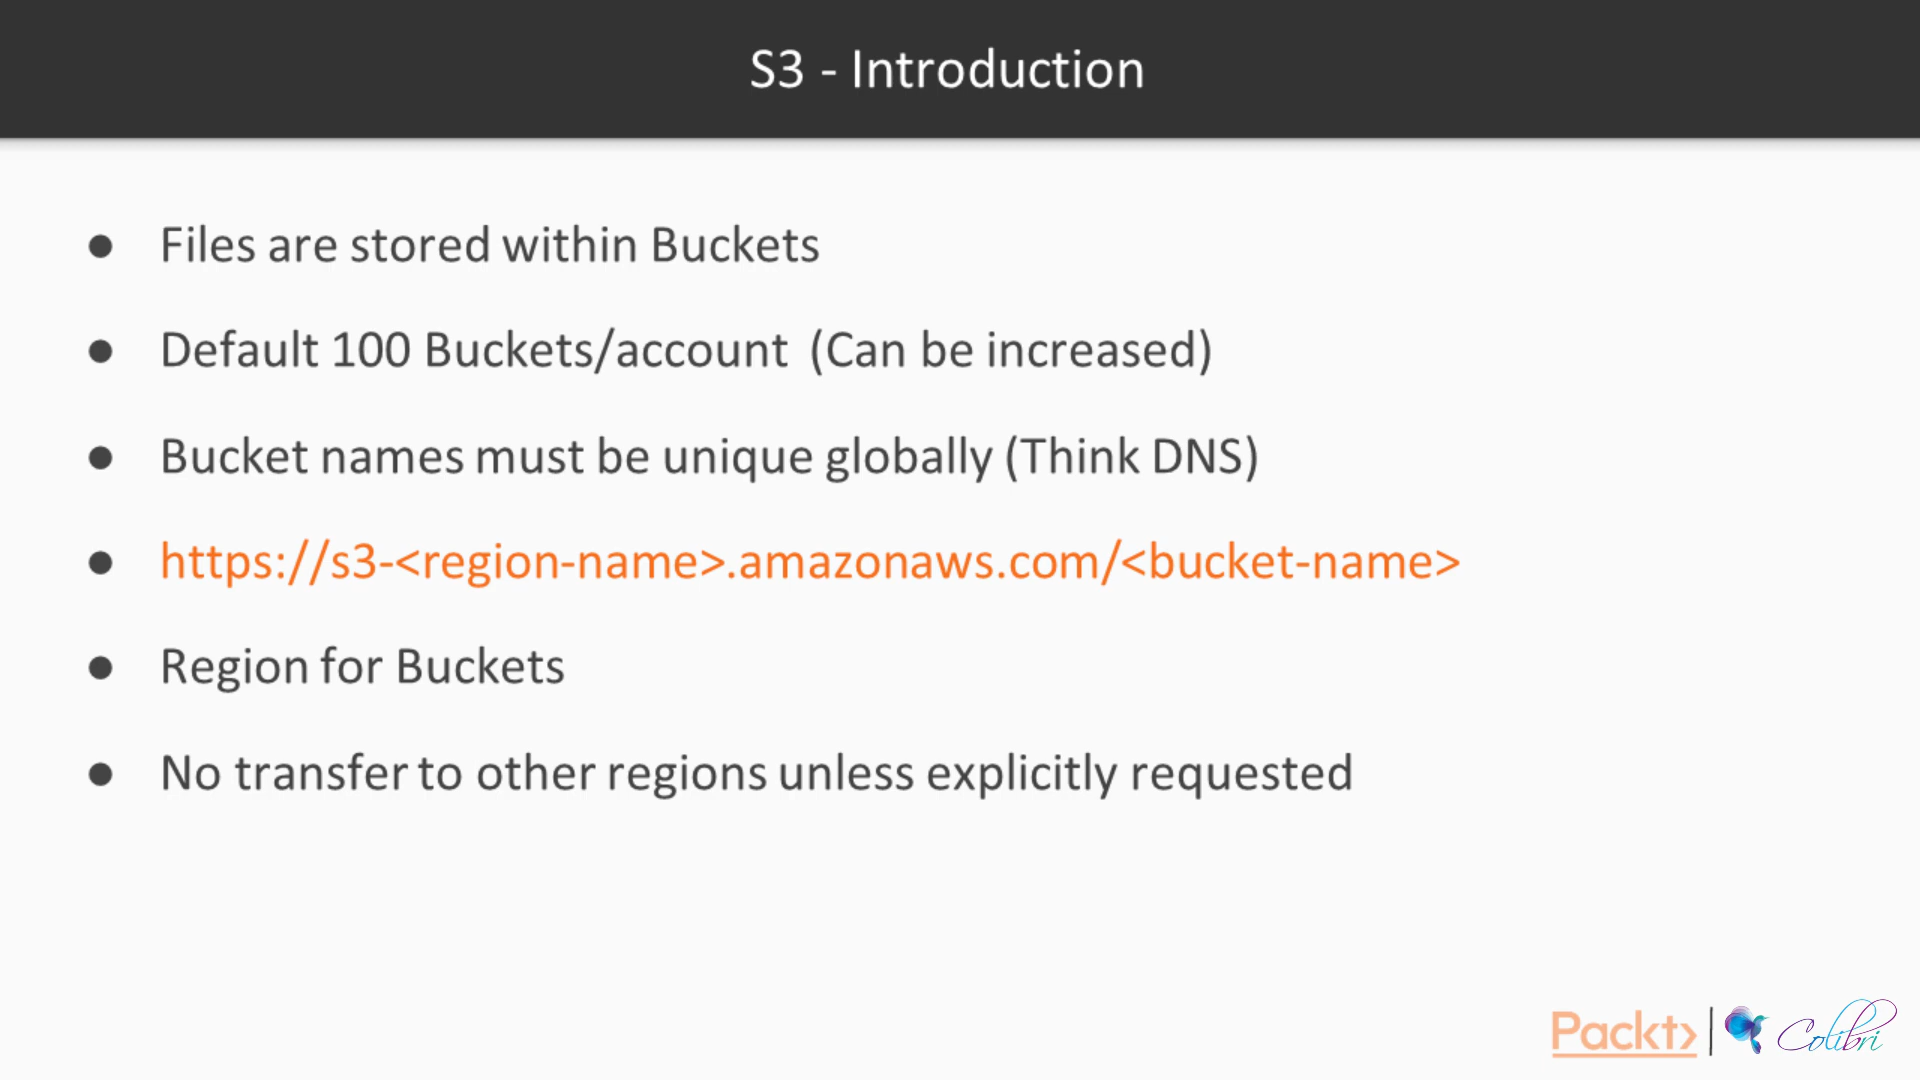 S3 - Introduction
● Files are stored within Buckets
● Default 100 Buckets/account (Can be increased)
● Bucket names must be unique globally (Think DNS)
● https://s3-<region-name>.amazonaws.com/<bucket-name>
● Region for Buckets
● No transfer to other regions unless explicitly requested
Packt> | Colibri